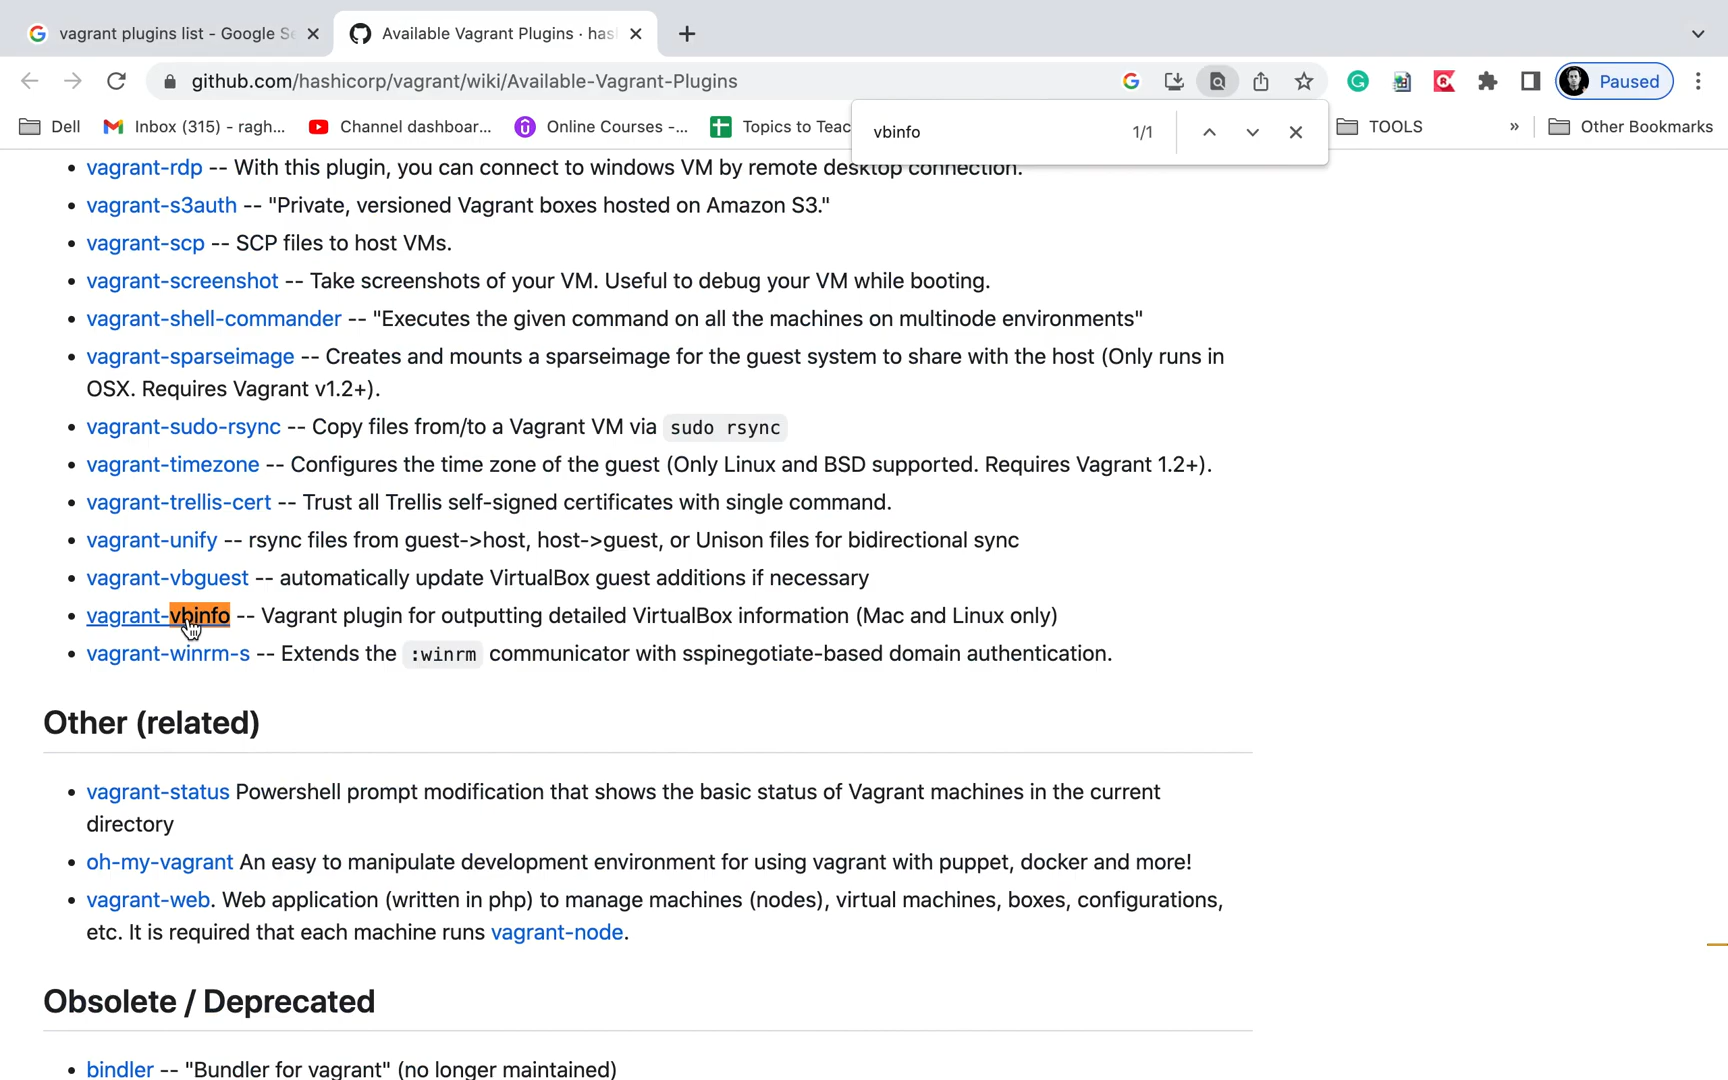 vagrant plugins list - Google Se
Available Vagrant Plugins · has
github.com/hashicorp/vagrant/wiki/Available-Vagrant-Plugins
Paused
Dell
Inbox (315) - ragh...
Channel dashboar...
Online Courses -...
Topics to Teac
vbinfo
1/1
TOOLS
»
Other Bookmarks
• vagrant-rdp -- With this plugin, you can connect to windows VM by remote desktop connection.
• vagrant-s3auth -- "Private, versioned Vagrant boxes hosted on Amazon S3."
• vagrant-scp -- SCP files to host VMs.
• vagrant-screenshot -- Take screenshots of your VM. Useful to debug your VM while booting.
• vagrant-shell-commander -- "Executes the given command on all the machines on multinode environments"
• vagrant-sparseimage -- Creates and mounts a sparseimage for the guest system to share with the host (Only runs in
OSX. Requires Vagrant v1.2+).
• vagrant-sudo-rsync -- Copy files from/to a Vagrant VM via sudo rsync
• vagrant-timezone -- Configures the time zone of the guest (Only Linux and BSD supported. Requires Vagrant 1.2+).
• vagrant-trellis-cert -- Trust all Trellis self-signed certificates with single command.
• vagrant-unify -- rsync files from guest->host, host->guest, or Unison files for bidirectional sync
• vagrant-vbguest -- automatically update VirtualBox guest additions if necessary
• vagrant-vbinfo -- Vagrant plugin for outputting detailed VirtualBox information (Mac and Linux only)
• vagrant-winrm-s -- Extends the :winrm communicator with sspinegotiate-based domain authentication.
Other (related)
• vagrant-status Powershell prompt modification that shows the basic status of Vagrant machines in the current
directory
• oh-my-vagrant An easy to manipulate development environment for using vagrant with puppet, docker and more!
• vagrant-web. Web application (written in php) to manage machines (nodes), virtual machines, boxes, configurations,
etc. It is required that each machine runs vagrant-node.
Obsolete / Deprecated
• bindler -- "Bundler for vagrant" (no longer maintained)